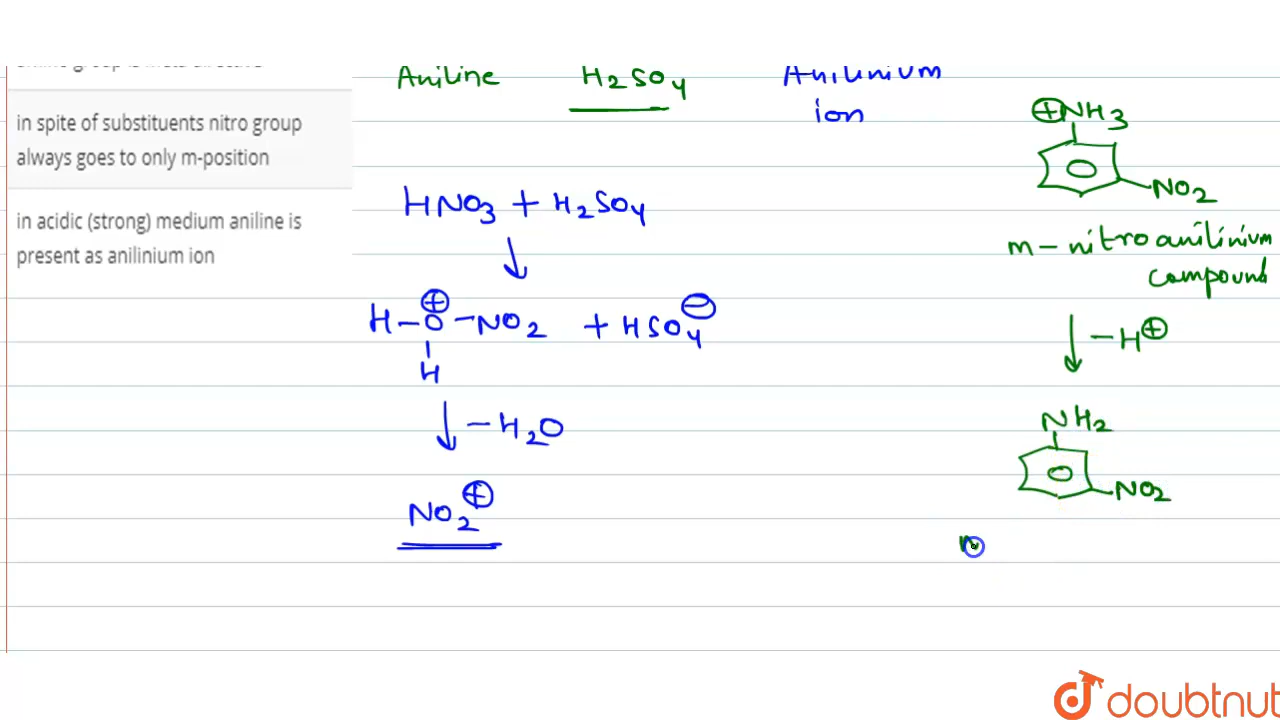 in spite of substituents nitro group
always goes to only m-position
in acidic (strong) medium aniline is
present as anilinium ion
Aniline H2SO4 Anilinium
ion
HNO3 + H2SO4
H-O-NO2 + HSO4⊖
⊕
H
-H2O
NO2⊕
⊕NH3
-NO2
m-nitroanilinium
compound
-H⊕
NH2
-NO2
doubtnut